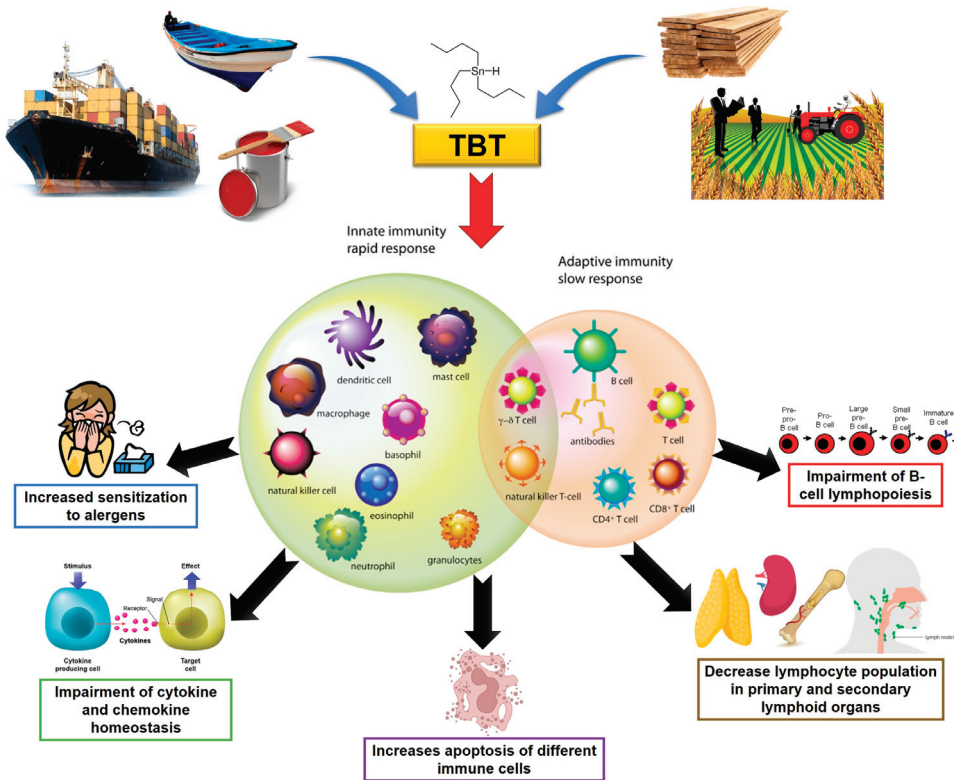 Sn-H
TBT
Innate immunity
rapid response
Adaptive immunity
slow response
dendritic cell
mast cell
macrophage
basophil
natural killer cell
eosinophil
neutrophil
granulocytes
γ–δ T cell
natural killer T-cell
B cell
antibodies
T cell
CD4⁺ T cell
CD8⁺ T cell
Increased sensitization
to alergens
Pre-
pro-
B cell
Pro-
B cell
Large
pre-
B cell
Small
pre-
B cell
Immature
B cell
Impairment of B-
cell lymphopoiesis
Stimulus
Effect
Signal
Receptor
Cytokines
Cytokine
producing cell
Target
cell
Impairment of cytokine
and chemokine
homeostasis
Increases apoptosis of different
immune cells
Lymph nodes
Decrease lymphocyte population
in primary and secondary
lymphoid organs